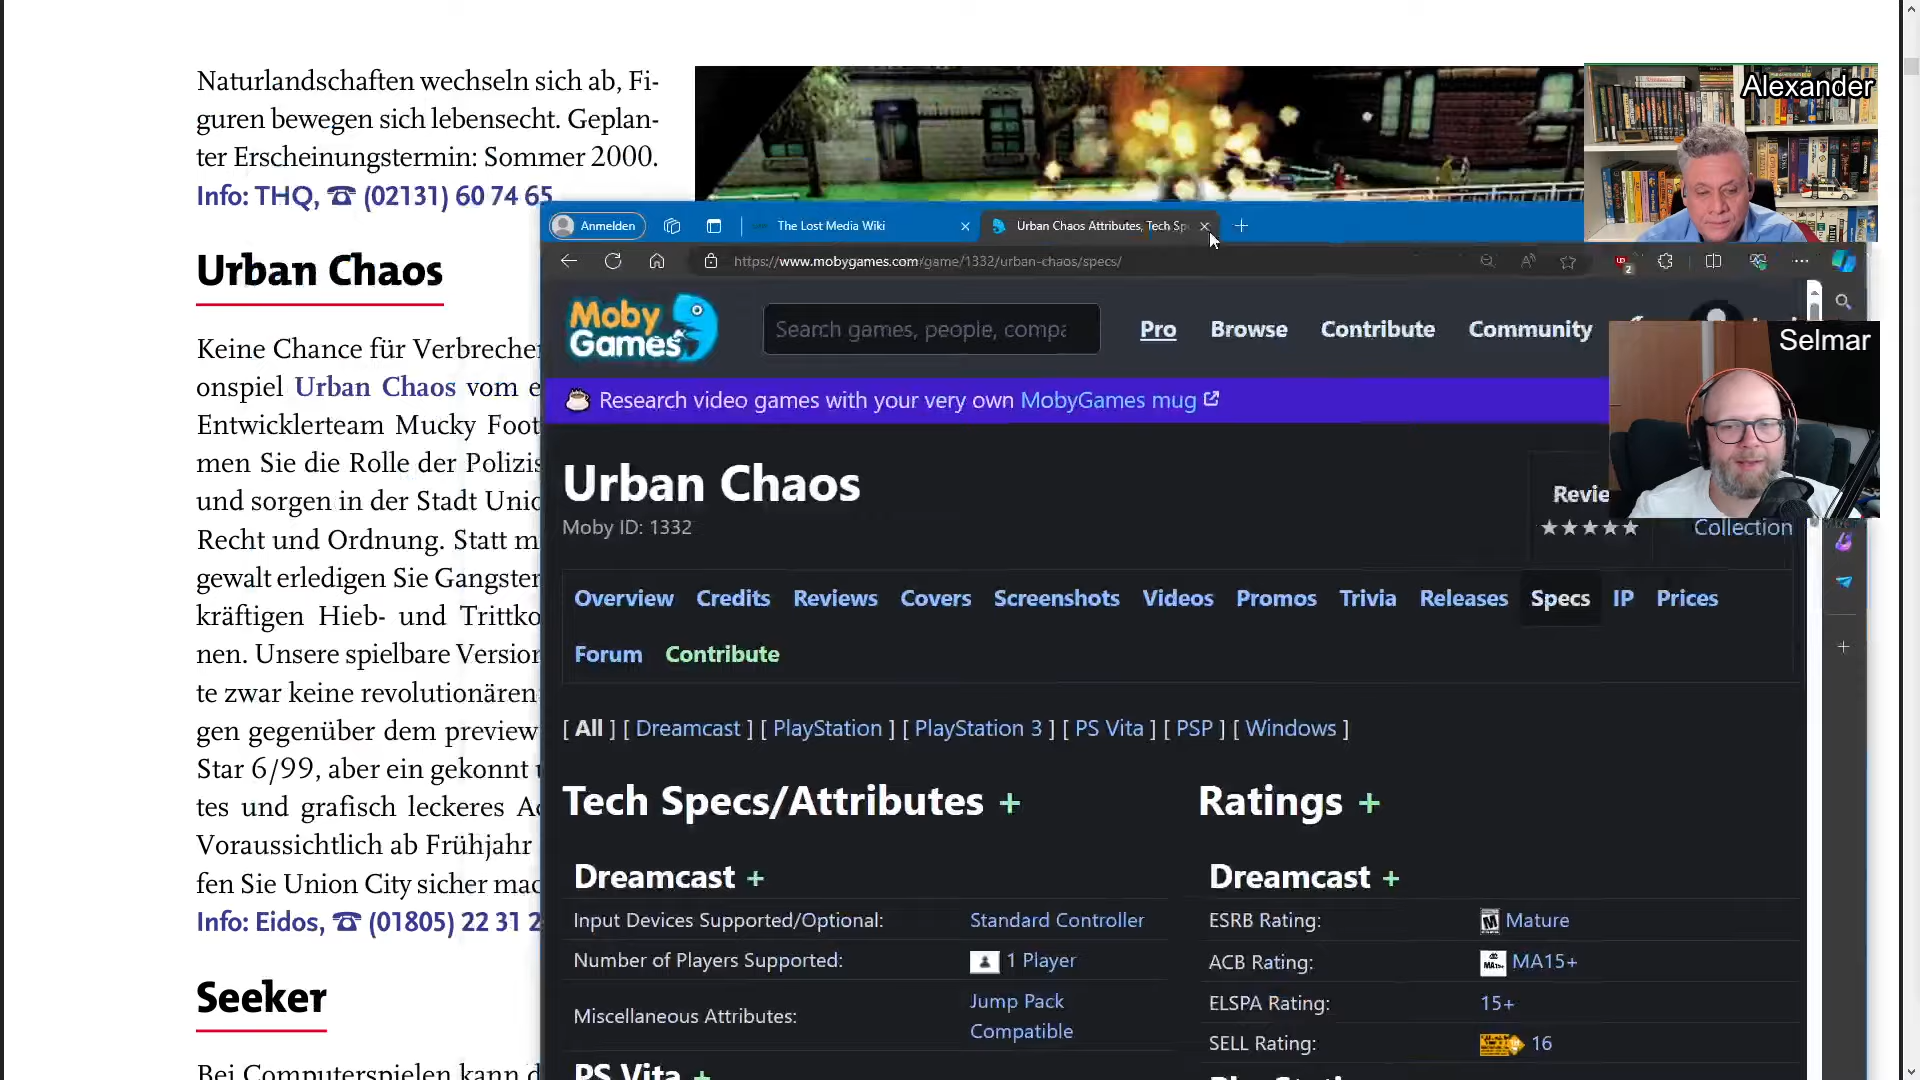 Naturlandschaften wechseln sich ab, Fi-
guren bewegen sich lebensecht. Geplan-
ter Erscheinungstermin: Sommer 2000.
Info: THQ, ☎ (02131) 60 74 65
Urban Chaos
Keine Chance für Verbrecher
onspiel Urban Chaos vom e
Entwicklerteam Mucky Foot
men Sie die Rolle der Polizis
und sorgen in der Stadt Unio
Recht und Ordnung. Statt m
gewalt erledigen Sie Gangster
kräftigen Hieb- und Trittko
nen. Unsere spielbare Version
te zwar keine revolutionären
gen gegenüber dem preview
Star 6/99, aber ein gekonnt
tes und grafisch leckeres Ac
Voraussichtlich ab Frühjahr
fen Sie Union City sicher mac
Info: Eidos, ☎ (01805) 22 31 2
Seeker
Bei Computerspielen kann d
Alexander
Selmar
Anmelden
The Lost Media Wiki
Urban Chaos Attributes, Tech Sp
https://www.mobygames.com/game/1332/urban-chaos/specs/
2
Moby Games
Search games, people, compa
Pro Browse Contribute Community
Research video games with your very own MobyGames mug
Urban Chaos
Moby ID: 1332
Revie
★★★★★
Collection
Overview Credits Reviews Covers Screenshots Videos Promos Trivia Releases Specs IP Prices
Forum Contribute
[ All ] [ Dreamcast ] [ PlayStation ] [ PlayStation 3 ] [ PS Vita ] [ PSP ] [ Windows ]
Tech Specs/Attributes +
Dreamcast +
Input Devices Supported/Optional: Standard Controller
Number of Players Supported: 1 Player
Miscellaneous Attributes: Jump Pack
Compatible
PS Vita +
Ratings +
Dreamcast +
ESRB Rating: Mature
ACB Rating: MA15+
ELSPA Rating: 15+
SELL Rating: 16